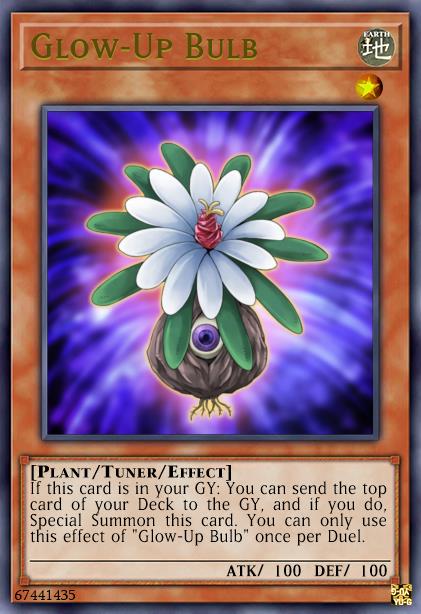 Glow-Up Bulb
EARTH
地
[Plant/Tuner/Effect]
If this card is in your GY: You can send the top
card of your Deck to the GY, and if you do,
Special Summon this card. You can only use
this effect of "Glow-Up Bulb" once per Duel.
ATK/ 100 DEF/ 100
67441435